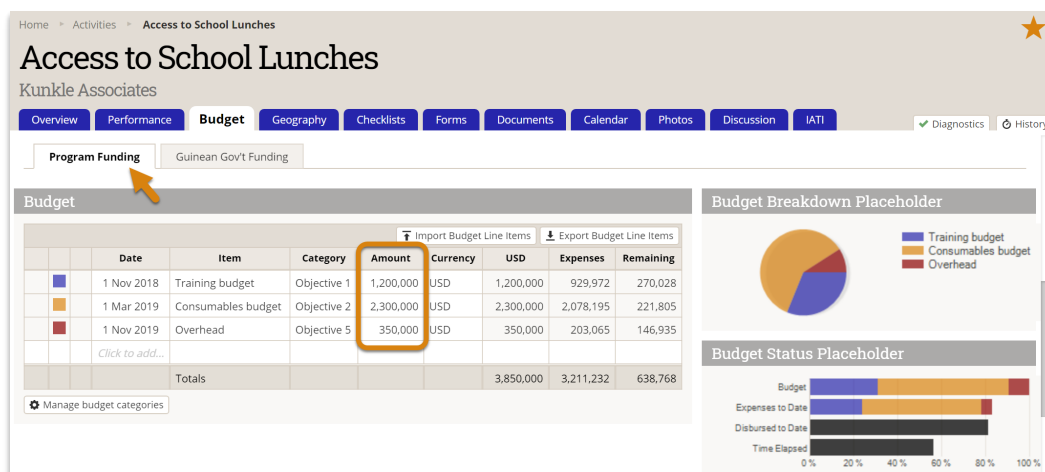 Home ▸ Activities ▸ Access to School Lunches
Access to School Lunches
Kunkle Associates
Overview Performance Budget Geography Checklists Forms Documents Calendar Photos Discussion IATI
Diagnostics History
Program Funding Guinean Gov't Funding
Budget
Import Budget Line Items Export Budget Line Items
Date Item Category Amount Currency USD Expenses Remaining
1 Nov 2018 Training budget Objective 1 1,200,000 USD 1,200,000 929,972 270,028
1 Mar 2019 Consumables budget Objective 2 2,300,000 USD 2,300,000 2,078,195 221,805
1 Nov 2019 Overhead Objective 5 350,000 USD 350,000 203,065 146,935
Click to add...
Totals 3,850,000 3,211,232 638,768
Manage budget categories
Budget Breakdown Placeholder
Training budget
Consumables budget
Overhead
Budget Status Placeholder
Budget
Expenses to Date
Disbursed to Date
Time Elapsed
0 % 20 % 40 % 60 % 80 % 100 %